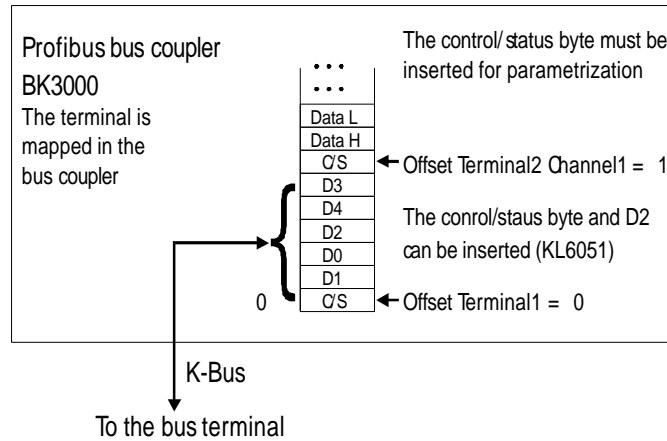 Profibus bus coupler
BK3000
The terminal is
mapped in the
bus coupler
The control/status byte must be
inserted for parametrization
...
...
Data L
Data H
C/S
Offset Terminal2 Channel1 = 1
D3
D4
D2
D0
D1
C/S
The conrol/staus byte and D2
can be inserted (KL6051)
0
Offset Terminal1 = 0
K-Bus
To the bus terminal